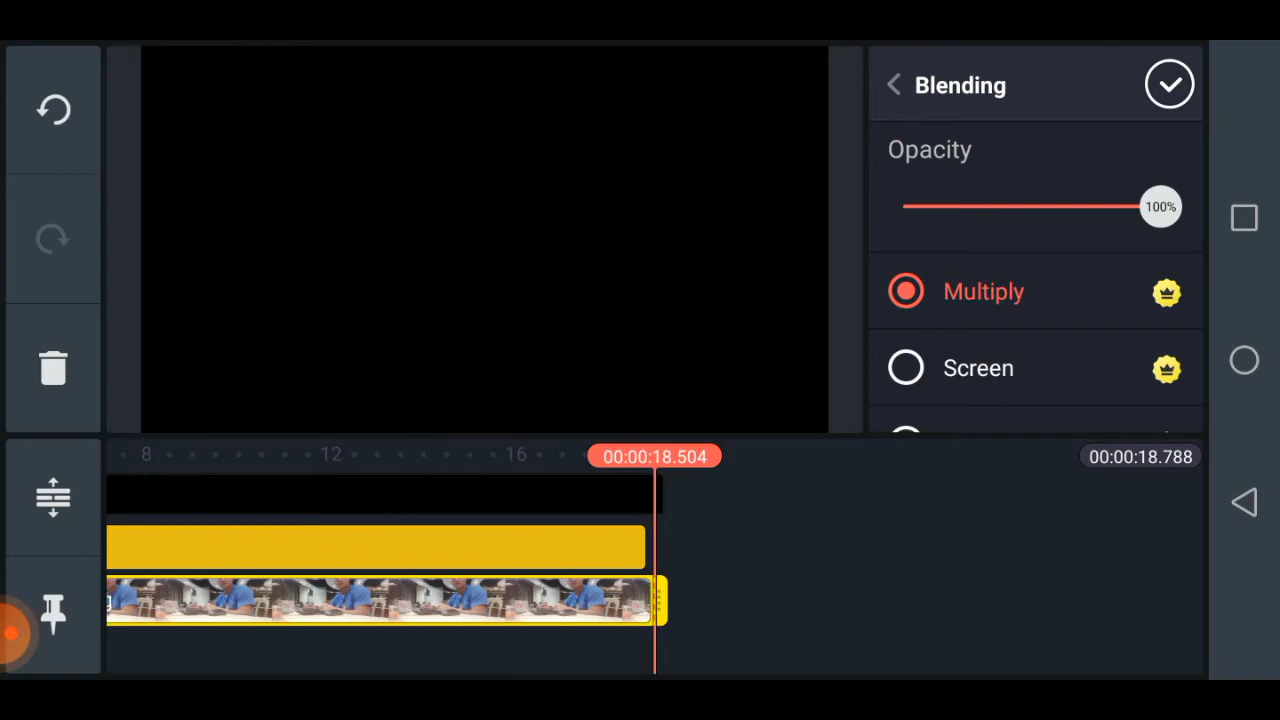 Blending
Opacity
100%
Multiply
Screen
8 12 16
00:00:18.504
00:00:18.788
g